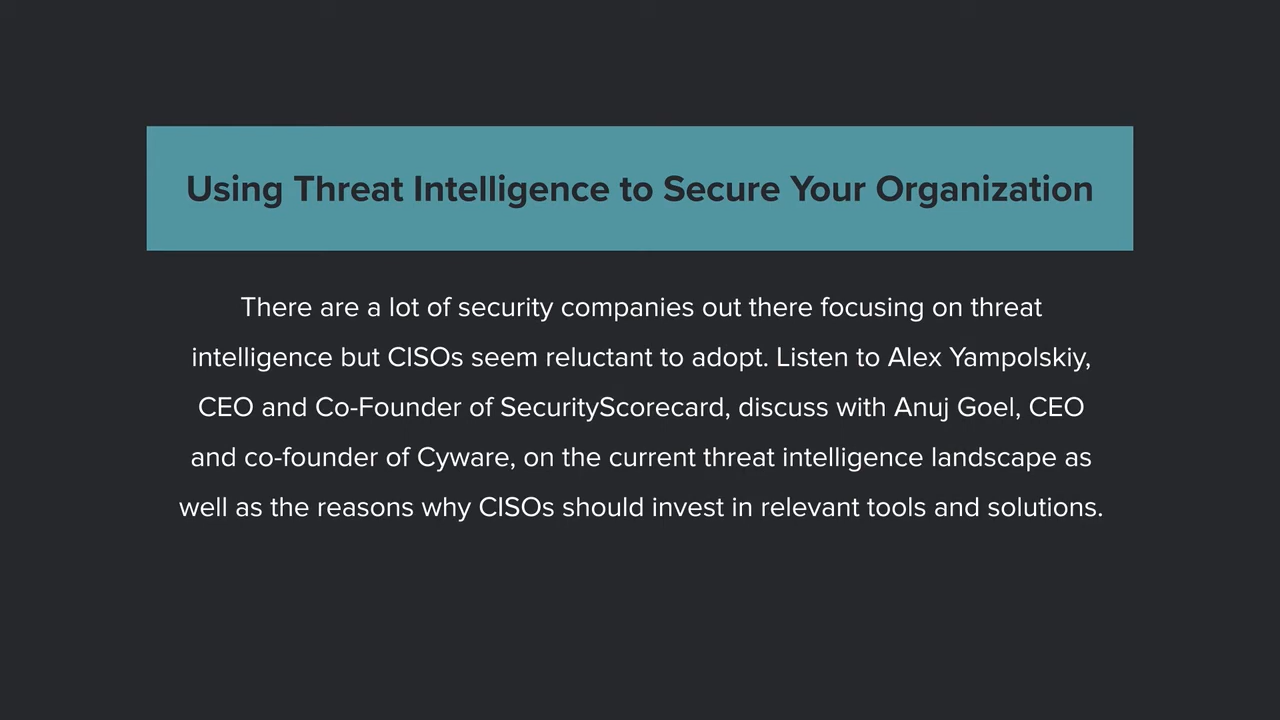 Using Threat Intelligence to Secure Your Organization
There are a lot of security companies out there focusing on threat
intelligence but CISOs seem reluctant to adopt. Listen to Alex Yampolskiy,
CEO and Co-Founder of SecurityScorecard, discuss with Anuj Goel, CEO
and co-founder of Cyware, on the current threat intelligence landscape as
well as the reasons why CISOs should invest in relevant tools and solutions.